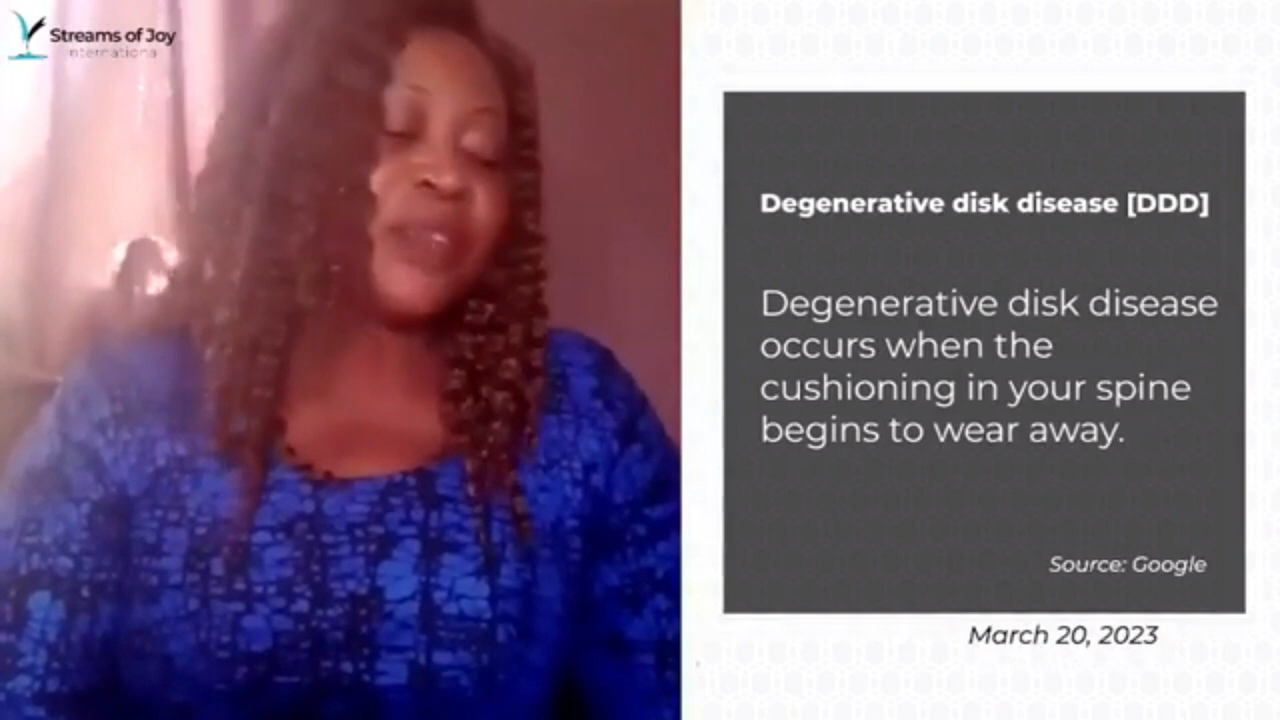 Streams of Joy
International
Degenerative disk disease [DDD]
Degenerative disk disease
occurs when the
cushioning in your spine
begins to wear away.
Source: Google
March 20, 2023